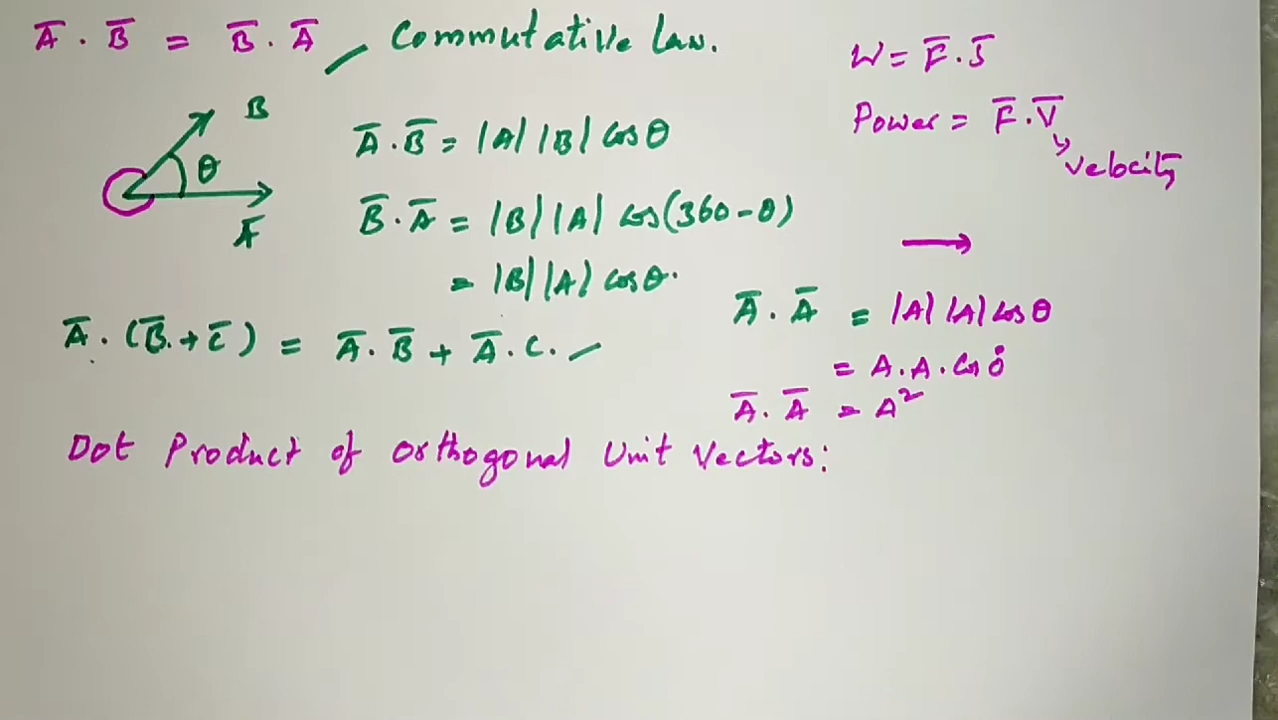 A̅ . B̅ = B̅ . A̅ Commutative Law.
W = F̅ . S̅
Power = F̅ . V̅
velocity
B
θ
A̅
A̅ . B̅ = |A| |B| cos θ
B̅ . A̅ = |B| |A| cos(360 - θ)
= |B| |A| cos θ.
A̅ . (B̅ + C̅) = A̅ . B̅ + A̅ . C.
A̅ . A̅ = |A| |A| cos θ
= A . A . cos 0°
A̅ . A̅ = A²
Dot Product of Orthogonal Unit Vectors: